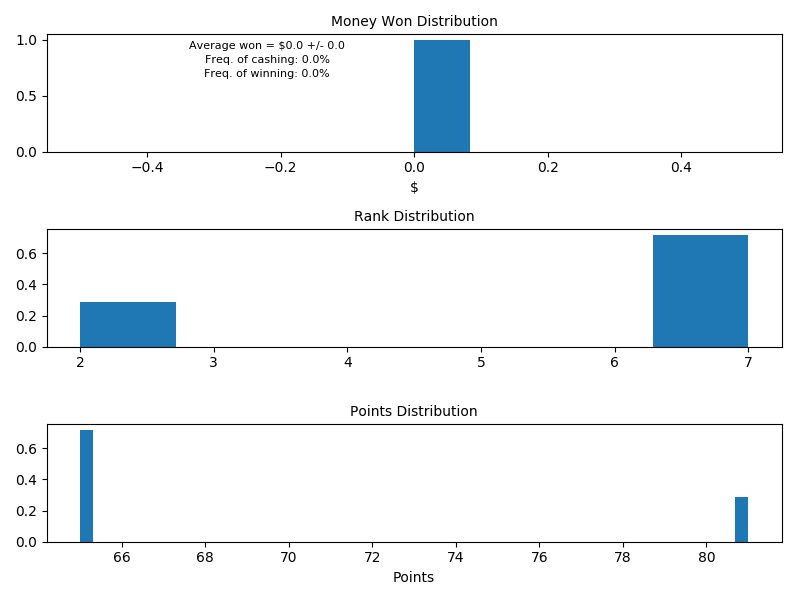 Money Won Distribution
1.0
Average won = $0.0 +/- 0.0
Freq. of cashing: 0.0%
Freq. of winning: 0.0%
0.5
0.0
−0.4 −0.2 0.0 0.2 0.4
$
Rank Distribution
0.6
0.4
0.2
0.0
2 3 4 5 6 7
Points Distribution
0.6
0.4
0.2
0.0
66 68 70 72 74 76 78 80
Points